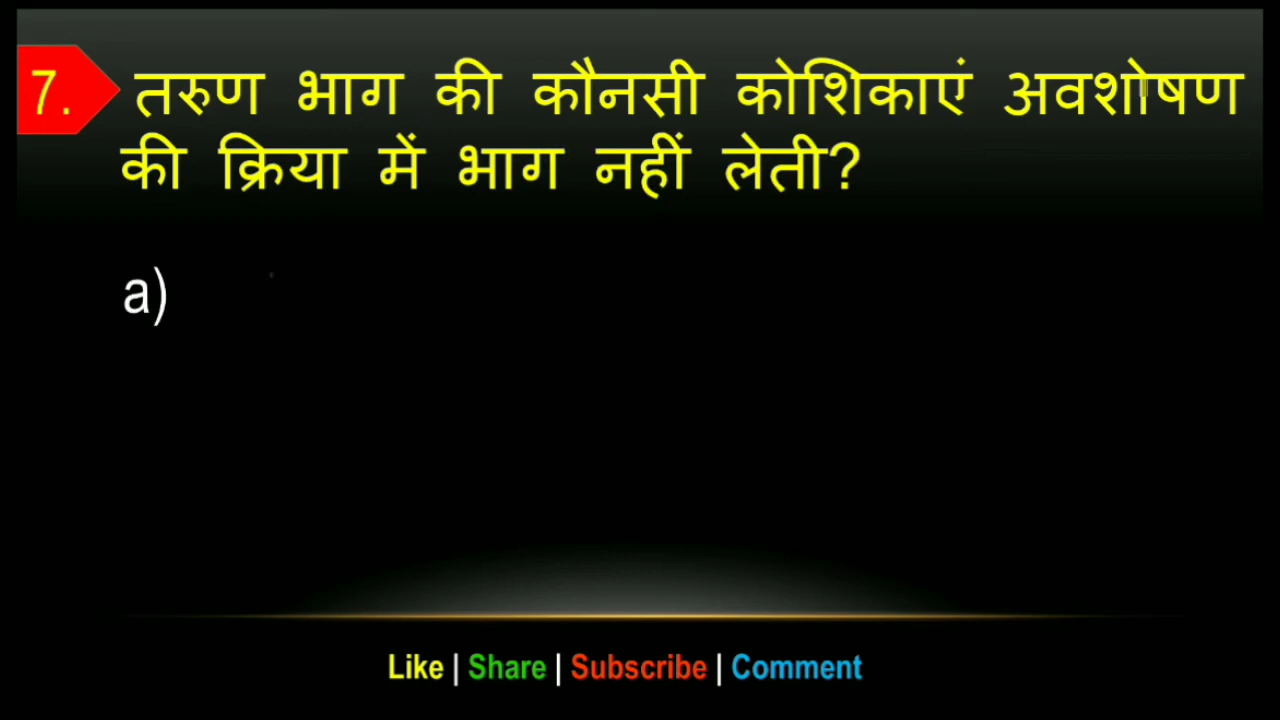 7. तरुण भाग की कौनसी कोशिकाएं अवशोषण
की क्रिया में भाग नहीं लेती?
a)
Like | Share | Subscribe | Comment